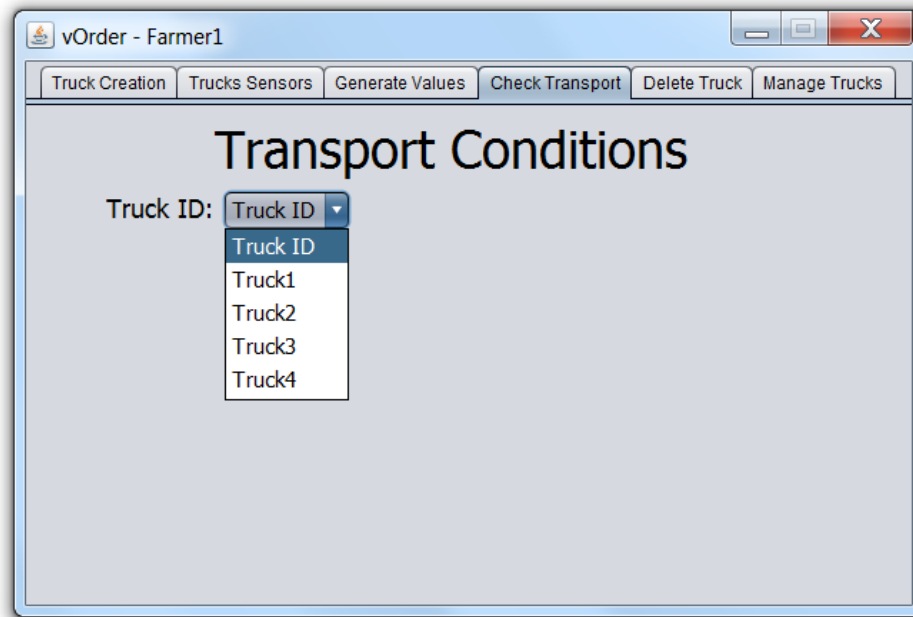 vOrder - Farmer1
Truck Creation Trucks Sensors Generate Values Check Transport Delete Truck Manage Trucks
Transport Conditions
Truck ID: Truck ID
Truck ID
Truck1
Truck2
Truck3
Truck4